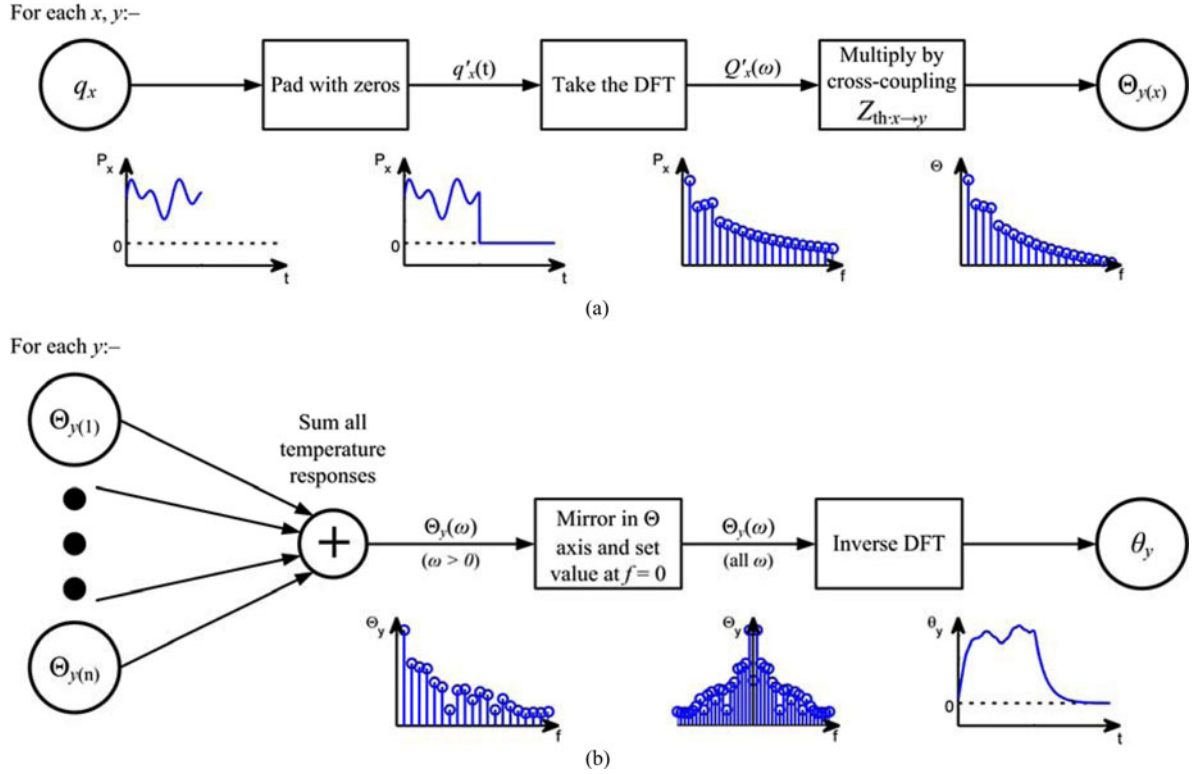 For each x, y:–
q_x
Pad with zeros
q'_x(t)
Take the DFT
Q'_x(ω)
Multiply by
cross-coupling
Z_th·x→y
Θ_y(x)
P_x
0
t
P_x
0
t
P_x
f
Θ
f
(a)
For each y:–
Θ_y(1)
Θ_y(n)
Sum all
temperature
responses
+
Θ_y(ω)
(ω > 0)
Mirror in Θ
axis and set
value at f = 0
Θ_y(ω)
(all ω)
Inverse DFT
θ_y
Θ_y
f
Θ_y
f
θ_y
0
t
(b)